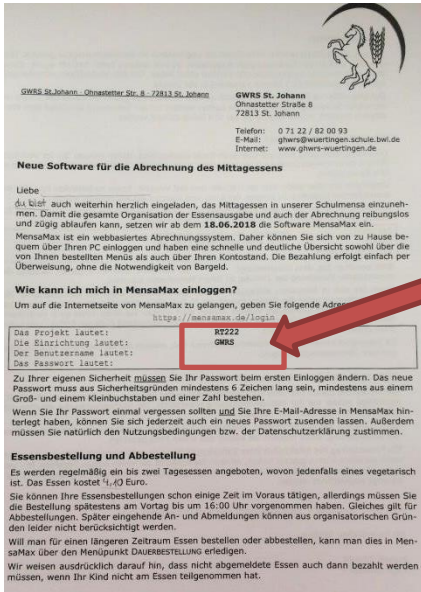 GWRS St.Johann - Ohnastetter Str. 8 - 72813 St. Johann
GWRS St. Johann
Ohnastetter Straße 8
72813 St. Johann
Telefon: 0 71 22 / 82 00 93
E-Mail: ghwrs@wuertingen.schule.bwl.de
Internet: www.ghwrs-wuertingen.de
Neue Software für die Abrechnung des Mittagessens
Liebe
du bist auch weiterhin herzlich eingeladen, das Mittagessen in unserer Schulmensa einzuneh-
men. Damit die gesamte Organisation der Essensausgabe und auch der Abrechnung reibungslos
und zügig ablaufen kann, setzen wir ab dem 18.06.2018 die Software MensaMax ein.
MensaMax ist ein webbasiertes Abrechnungssystem. Daher können Sie sich von zu Hause be-
quem über Ihren PC einloggen und haben eine schnelle und deutliche Übersicht sowohl über die
von Ihnen bestellten Menüs als auch über Ihren Kontostand. Die Bezahlung erfolgt einfach per
Überweisung, ohne die Notwendigkeit von Bargeld.
Wie kann ich mich in MensaMax einloggen?
Um auf die Internetseite von MensaMax zu gelangen, geben Sie folgende
https://mensamax.de/login
Das Projekt lautet: RT222
Die Einrichtung lautet: GWRS
Der Benutzername lautet:
Das Passwort lautet:
Zu Ihrer eigenen Sicherheit müssen Sie Ihr Passwort beim ersten Einloggen ändern. Das neue
Passwort muss aus Sicherheitsgründen mindestens 6 Zeichen lang sein, mindestens aus einem
Groß- und einem Kleinbuchstaben und einer Zahl bestehen.
Wenn Sie Ihr Passwort einmal vergessen sollten und Sie Ihre E-Mail-Adresse in MensaMax hin-
terlegt haben, können Sie sich jederzeit auch ein neues Passwort zusenden lassen. Außerdem
müssen Sie natürlich den Nutzungsbedingungen bzw. der Datenschutzerklärung zustimmen.
Essensbestellung und Abbestellung
Es werden regelmäßig ein bis zwei Tagesessen angeboten, wovon jedenfalls eines vegetarisch
ist. Das Essen kostet 4,10 Euro.
Sie können Ihre Essensbestellungen schon einige Zeit im Voraus tätigen, allerdings müssen Sie
die Bestellung spätestens am Vortag bis um 16:00 Uhr vorgenommen haben. Gleiches gilt für
Abbestellungen. Später eingehende An- und Abmeldungen können aus organisatorischen Grün-
den leider nicht berücksichtigt werden.
Will man für einen längeren Zeitraum Essen bestellen oder abbestellen, kann man dies in Men-
saMax über den Menüpunkt DAUERBESTELLUNG erledigen.
Wir weisen ausdrücklich darauf hin, dass nicht abgemeldete Essen auch dann bezahlt werden
müssen, wenn Ihr Kind nicht am Essen teilgenommen hat.